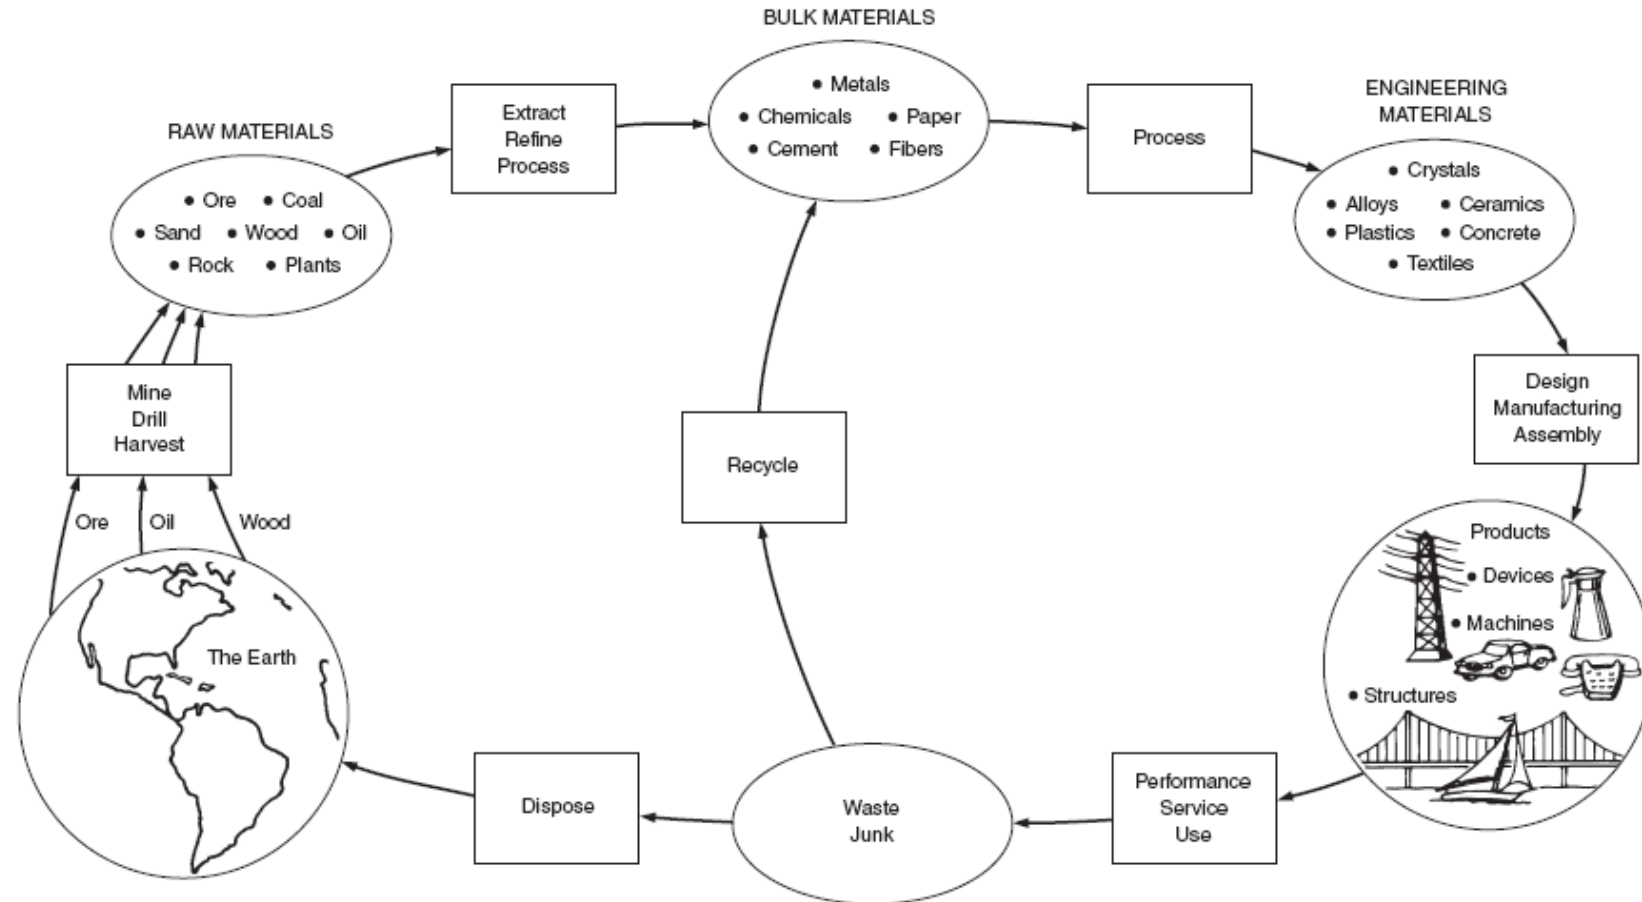 BULK MATERIALS
• Metals
• Chemicals • Paper
• Cement • Fibers
Extract
Refine
Process
Process
ENGINEERING
MATERIALS
• Crystals
• Alloys • Ceramics
• Plastics • Concrete
• Textiles
RAW MATERIALS
• Ore • Coal
• Sand • Wood • Oil
• Rock • Plants
Mine
Drill
Harvest
Ore Oil Wood
The Earth
Recycle
Design
Manufacturing
Assembly
Products
• Devices
• Machines
• Structures
Performance
Service
Use
Waste
Junk
Dispose